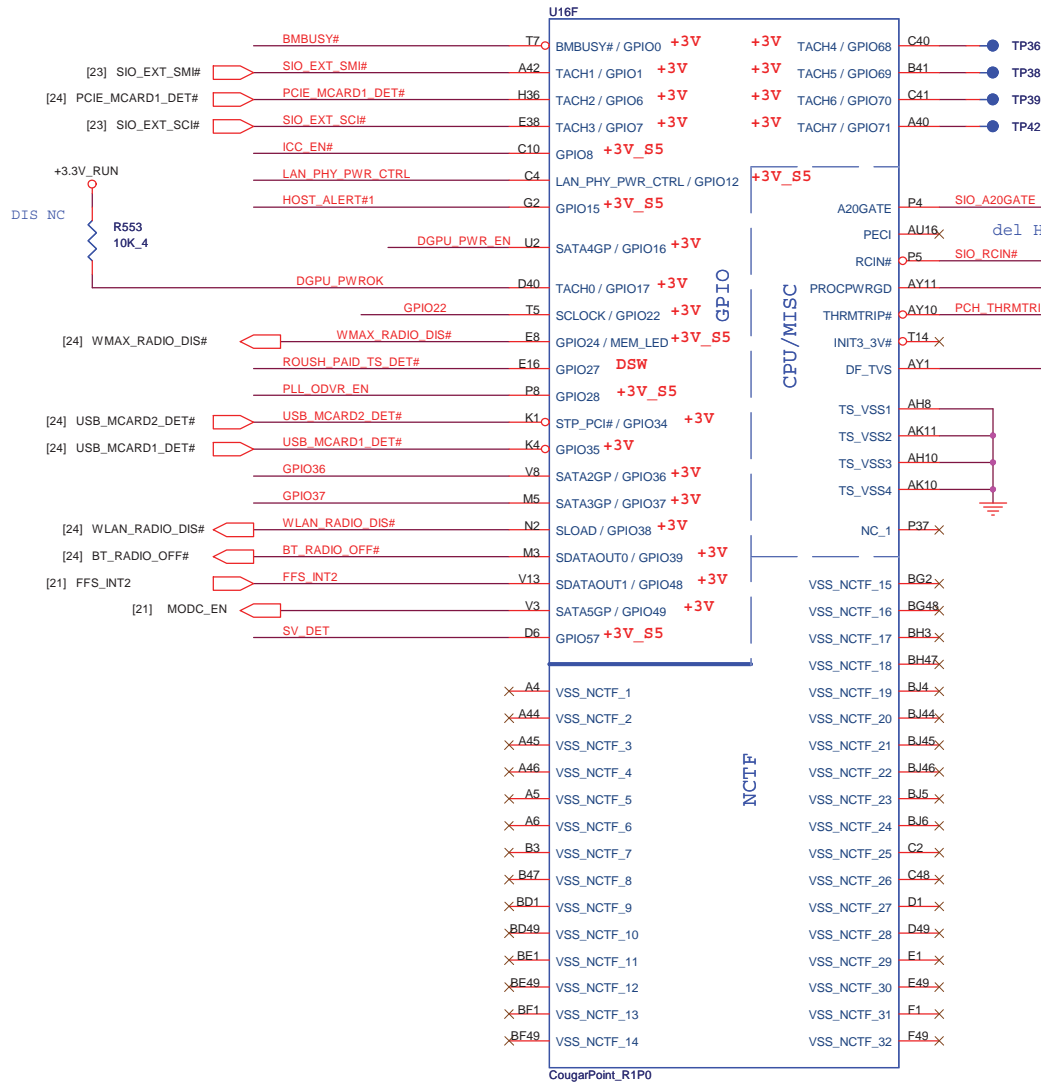 U16F
BMBUSY# T7 BMBUSY# / GPIO0 +3V +3V TACH4 / GPIO68 C40 TP36
[23] SIO_EXT_SMI# SIO_EXT_SMI# A42 TACH1 / GPIO1 +3V +3V TACH5 / GPIO69 B41 TP38
[24] PCIE_MCARD1_DET# PCIE_MCARD1_DET# H36 TACH2 / GPIO6 +3V +3V TACH6 / GPIO70 C41 TP39
[23] SIO_EXT_SCI# SIO_EXT_SCI# E38 TACH3 / GPIO7 +3V +3V TACH7 / GPIO71 A40 TP42
ICC_EN# C10 GPIO8 +3V_S5
+3.3V_RUN LAN_PHY_PWR_CTRL C4 LAN_PHY_PWR_CTRL / GPIO12 +3V_S5
HOST_ALERT#1 G2 GPIO15 +3V_S5 A20GATE P4 SIO_A20GATE
DIS NC
R553
10K_4
PECI AU16 del H
DGPU_PWR_EN U2 SATA4GP / GPIO16 +3V
RCIN# P5 SIO_RCIN#
DGPU_PWROK D40 TACH0 / GPIO17 +3V PROCPWRGD AY11
GPIO
GPIO22 T5 SCLOCK / GPIO22 +3V THRMTRIP# AY10 PCH_THRMTRI
CPU/MISC
[24] WMAX_RADIO_DIS# WMAX_RADIO_DIS# E8 GPIO24 / MEM_LED +3V_S5 INIT3_3V# T14
ROUSH_PAID_TS_DET# E16 GPIO27 DSW DF_TVS AY1
PLL_ODVR_EN P8 GPIO28 +3V_S5
[24] USB_MCARD2_DET# USB_MCARD2_DET# K1 STP_PCI# / GPIO34 +3V TS_VSS1 AH8
[24] USB_MCARD1_DET# USB_MCARD1_DET# K4 GPIO35 +3V TS_VSS2 AK11
GPIO36 V8 SATA2GP / GPIO36 +3V TS_VSS3 AH10
GPIO37 M5 SATA3GP / GPIO37 +3V TS_VSS4 AK10
[24] WLAN_RADIO_DIS# WLAN_RADIO_DIS# N2 SLOAD / GPIO38 +3V NC_1 P37
[24] BT_RADIO_OFF# BT_RADIO_OFF# M3 SDATAOUT0 / GPIO39 +3V
[21] FFS_INT2 FFS_INT2 V13 SDATAOUT1 / GPIO48 +3V VSS_NCTF_15 BG2
[21] MODC_EN V3 SATA5GP / GPIO49 +3V VSS_NCTF_16 BG48
SV_DET D6 GPIO57 +3V_S5 VSS_NCTF_17 BH3
VSS_NCTF_18 BH47
A4 VSS_NCTF_1 VSS_NCTF_19 BJ4
A44 VSS_NCTF_2 VSS_NCTF_20 BJ44
A45 VSS_NCTF_3 VSS_NCTF_21 BJ45
A46 VSS_NCTF_4 VSS_NCTF_22 BJ46
NCTF
A5 VSS_NCTF_5 VSS_NCTF_23 BJ5
A6 VSS_NCTF_6 VSS_NCTF_24 BJ6
B3 VSS_NCTF_7 VSS_NCTF_25 C2
B47 VSS_NCTF_8 VSS_NCTF_26 C48
BD1 VSS_NCTF_9 VSS_NCTF_27 D1
BD49 VSS_NCTF_10 VSS_NCTF_28 D49
BE1 VSS_NCTF_11 VSS_NCTF_29 E1
BE49 VSS_NCTF_12 VSS_NCTF_30 E49
BF1 VSS_NCTF_13 VSS_NCTF_31 F1
BF49 VSS_NCTF_14 VSS_NCTF_32 F49
CougarPoint_R1P0